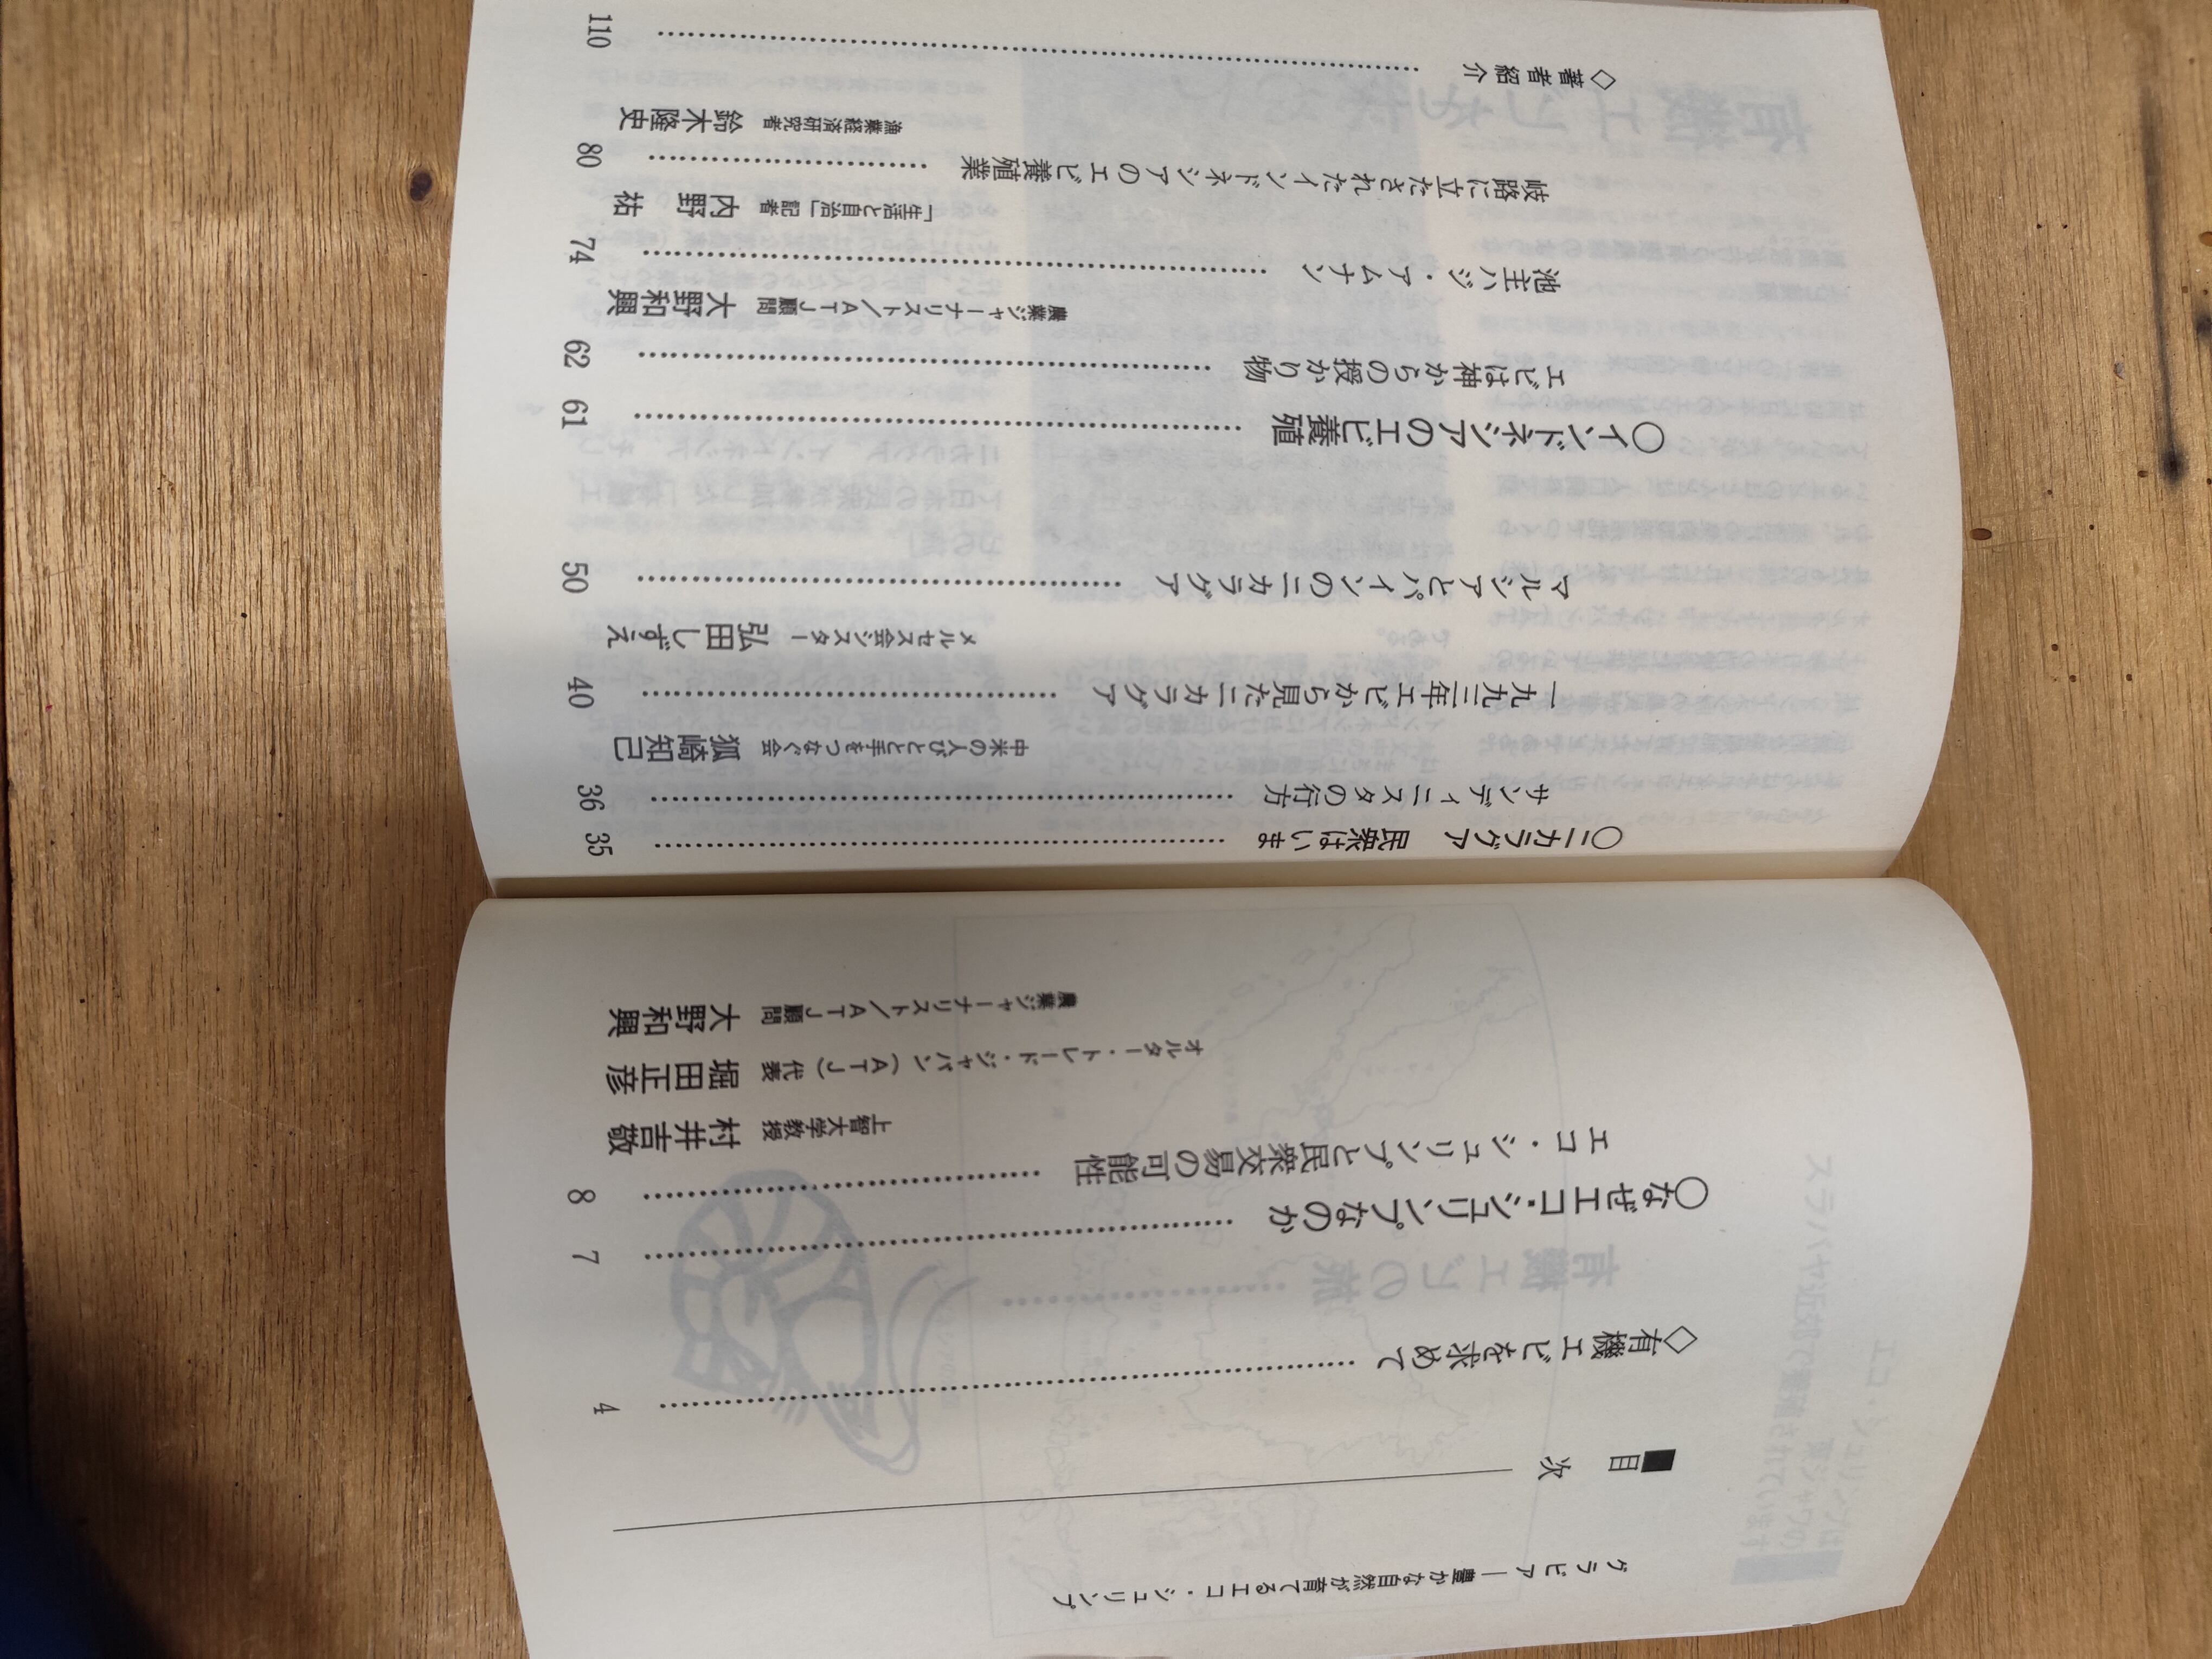 グラビア―豊かな自然が育てるエコ・シュリンプ
■目 次
◇有機エビを求めて…………4
○なぜエコ・シュリンプなのか…………7
エコ・シュリンプと民衆交易の可能性…………8
上智大学教授 村井吉敬
オルター・トレード・ジャパン(ATJ)代表 堀田正彦
農業ジャーナリスト/ATJ顧問 大野和興
○ニカラグア 民衆はいま…………35
サンディニスタの行方…………36
中米の人びとと手をつなぐ会 狐崎知己
一九九三年エビから見たニカラグア…………40
メルセス会シスター 弘田しずえ
マルシアとパインのニカラグア…………50
○インドネシアのエビ養殖…………61
エビは神からの授かり物…………62
農業ジャーナリスト/ATJ顧問 大野和興
池主ハジ・アムナン…………74
「生活と自治」記者 内野 祐
岐路に立たされたインドネシアのエビ養殖業…………80
漁業経済研究者 鈴木隆史
◇著者紹介…………110